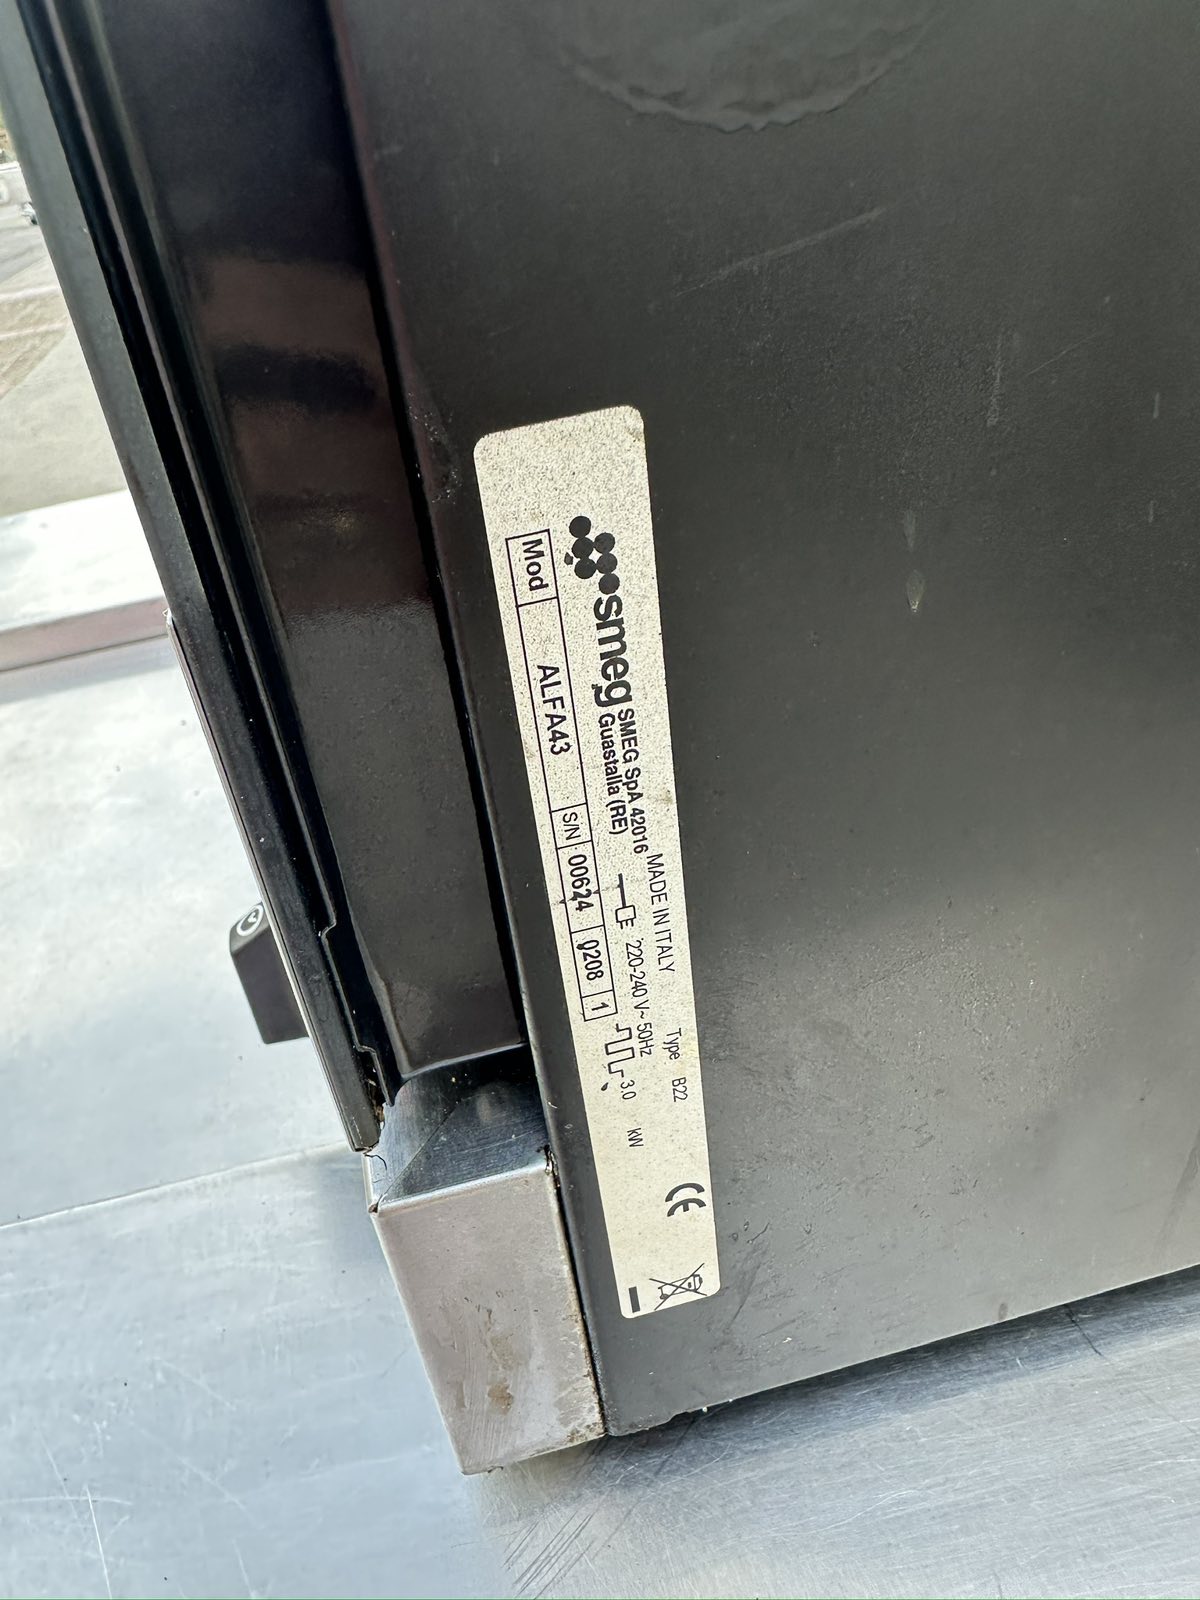 smeg SMEG SpA 42016 MADE IN ITALY
Guastalla (RE)
Type B22
220-240 V~ 50Hz 3.0 kW
Mod ALFA43 S/N 00624 0208 1
CE